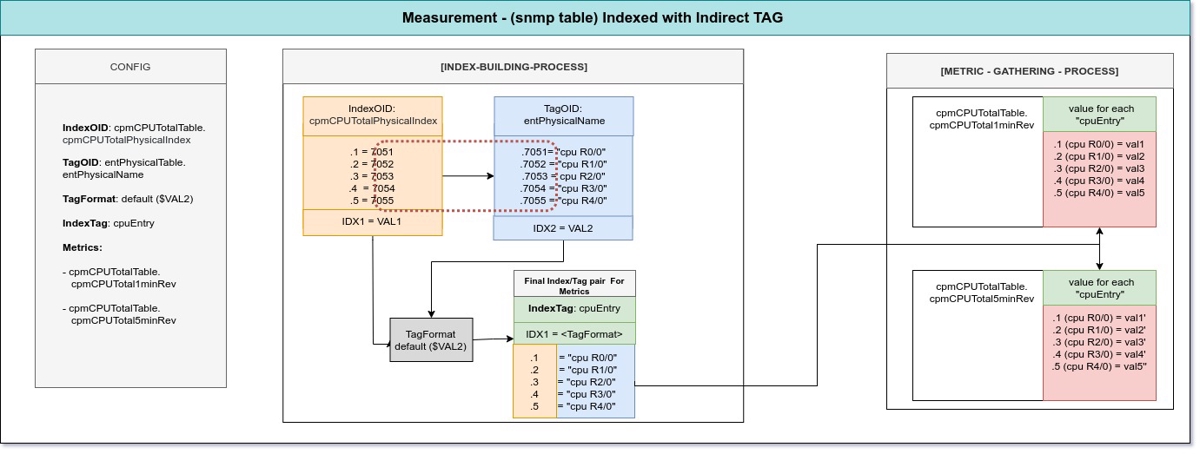 Measurement - (snmp table) Indexed with Indirect TAG
CONFIG
IndexOID: cpmCPUTotalTable.
cpmCPUTotalPhysicalIndex
TagOID: entPhysicalTable.
entPhysicalName
TagFormat: default ($VAL2)
IndexTag: cpuEntry
Metrics:
- cpmCPUTotalTable.
cpmCPUTotal1minRev
- cpmCPUTotalTable.
cpmCPUTotal5minRev
[INDEX-BUILDING-PROCESS]
IndexOID:
cpmCPUTotalPhysicalIndex
.1 = 7051
.2 = 7052
.3 = 7053
.4 = 7054
.5 = 7055
IDX1 = VAL1
TagOID:
entPhysicalName
.7051= "cpu R0/0"
.7052 = "cpu R1/0"
.7053 = "cpu R2/0"
.7054 = "cpu R3/0"
.7055 = "cpu R4/0"
IDX2 = VAL2
TagFormat
default ($VAL2)
Final Index/Tag pair For
Metrics
IndexTag: cpuEntry
IDX1 = <TagFormat>
.1 = "cpu R0/0"
.2 = "cpu R1/0"
.3 = "cpu R2/0"
.4 = "cpu R3/0"
.5 = "cpu R4/0"
[METRIC - GATHERING - PROCESS]
cpmCPUTotalTable.
cpmCPUTotal1minRev
value for each
"cpuEntry"
.1 (cpu R0/0) = val1
.2 (cpu R1/0) = val2
.3 (cpu R2/0) = val3
.4 (cpu R3/0) = val4
.5 (cpu R4/0) = val5
cpmCPUTotalTable.
cpmCPUTotal5minRev
value for each
"cpuEntry"
.1 (cpu R0/0) = val1'
.2 (cpu R1/0) = val2'
.3 (cpu R2/0) = val3'
.4 (cpu R3/0) = val4'
.5 (cpu R4/0) = val5"